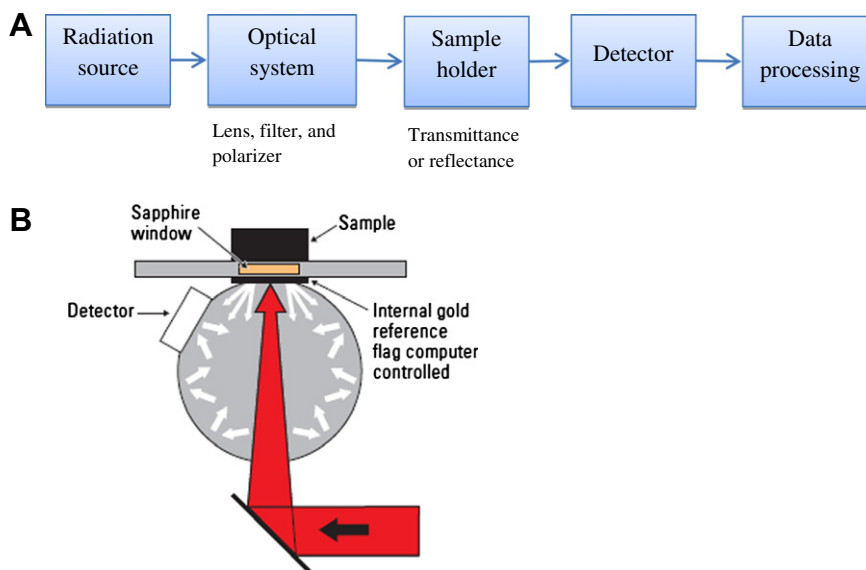 A
Radiation
source
Optical
system
Sample
holder
Detector
Data
processing
Lens, filter, and
polarizer
Transmittance
or reflectance
B
Sapphire
window
Sample
Detector
Internal gold
reference
flag computer
controlled